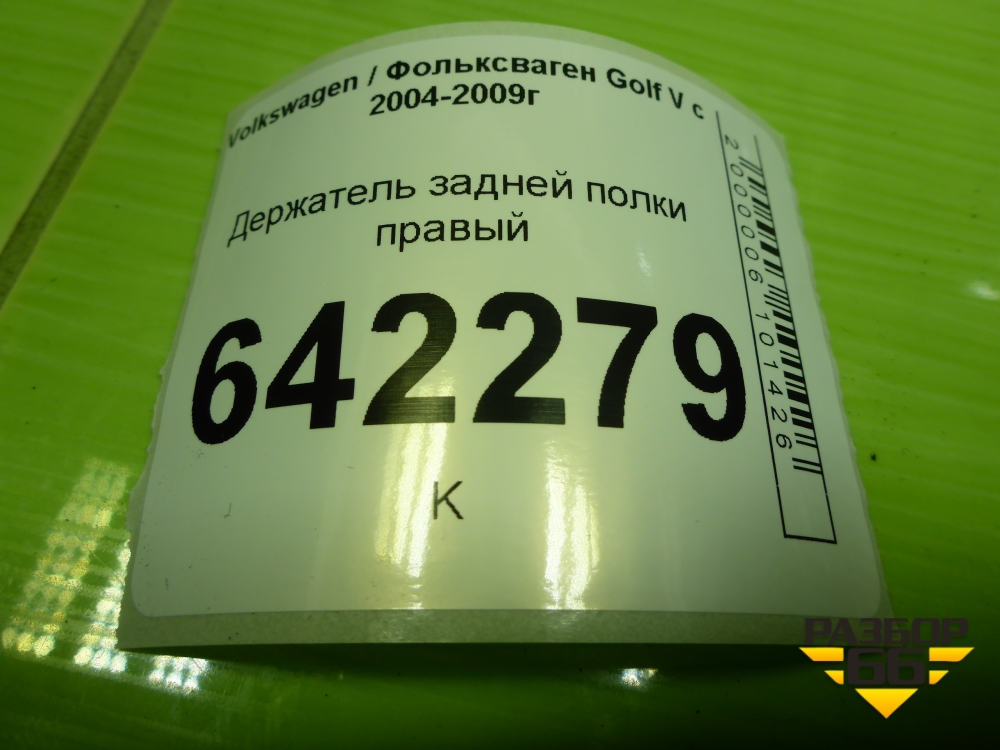 Volkswagen / Фольксваген Golf V с
2004-2009г
Держатель задней полки
правый
642279
К
2000006101426
РАЗБОР
66